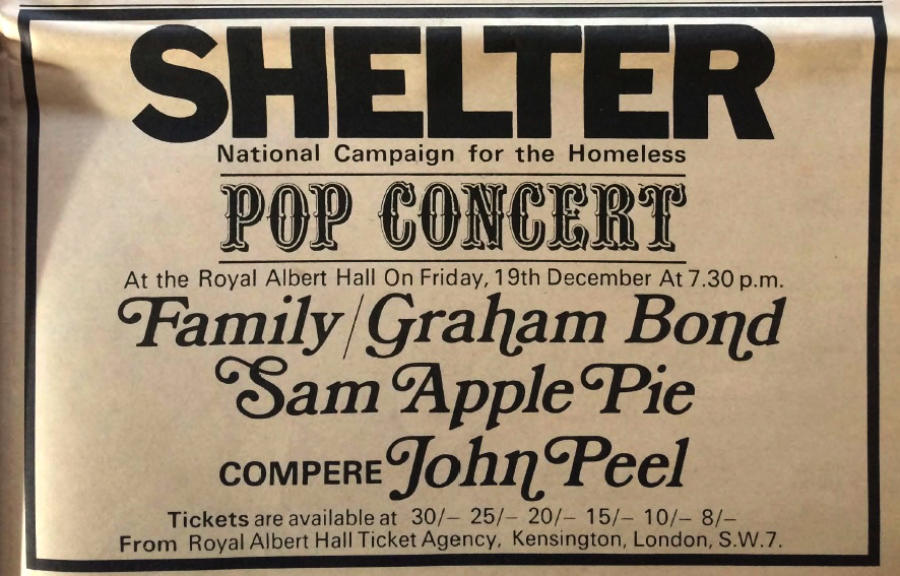 SHELTER
National Campaign for the Homeless
POP CONCERT
At the Royal Albert Hall On Friday, 19th December At 7.30 p.m.
Family/Graham Bond
Sam Apple Pie
COMPERE John Peel
Tickets are available at 30/– 25/– 20/– 15/– 10/– 8/–
From Royal Albert Hall Ticket Agency, Kensington, London, S.W.7.